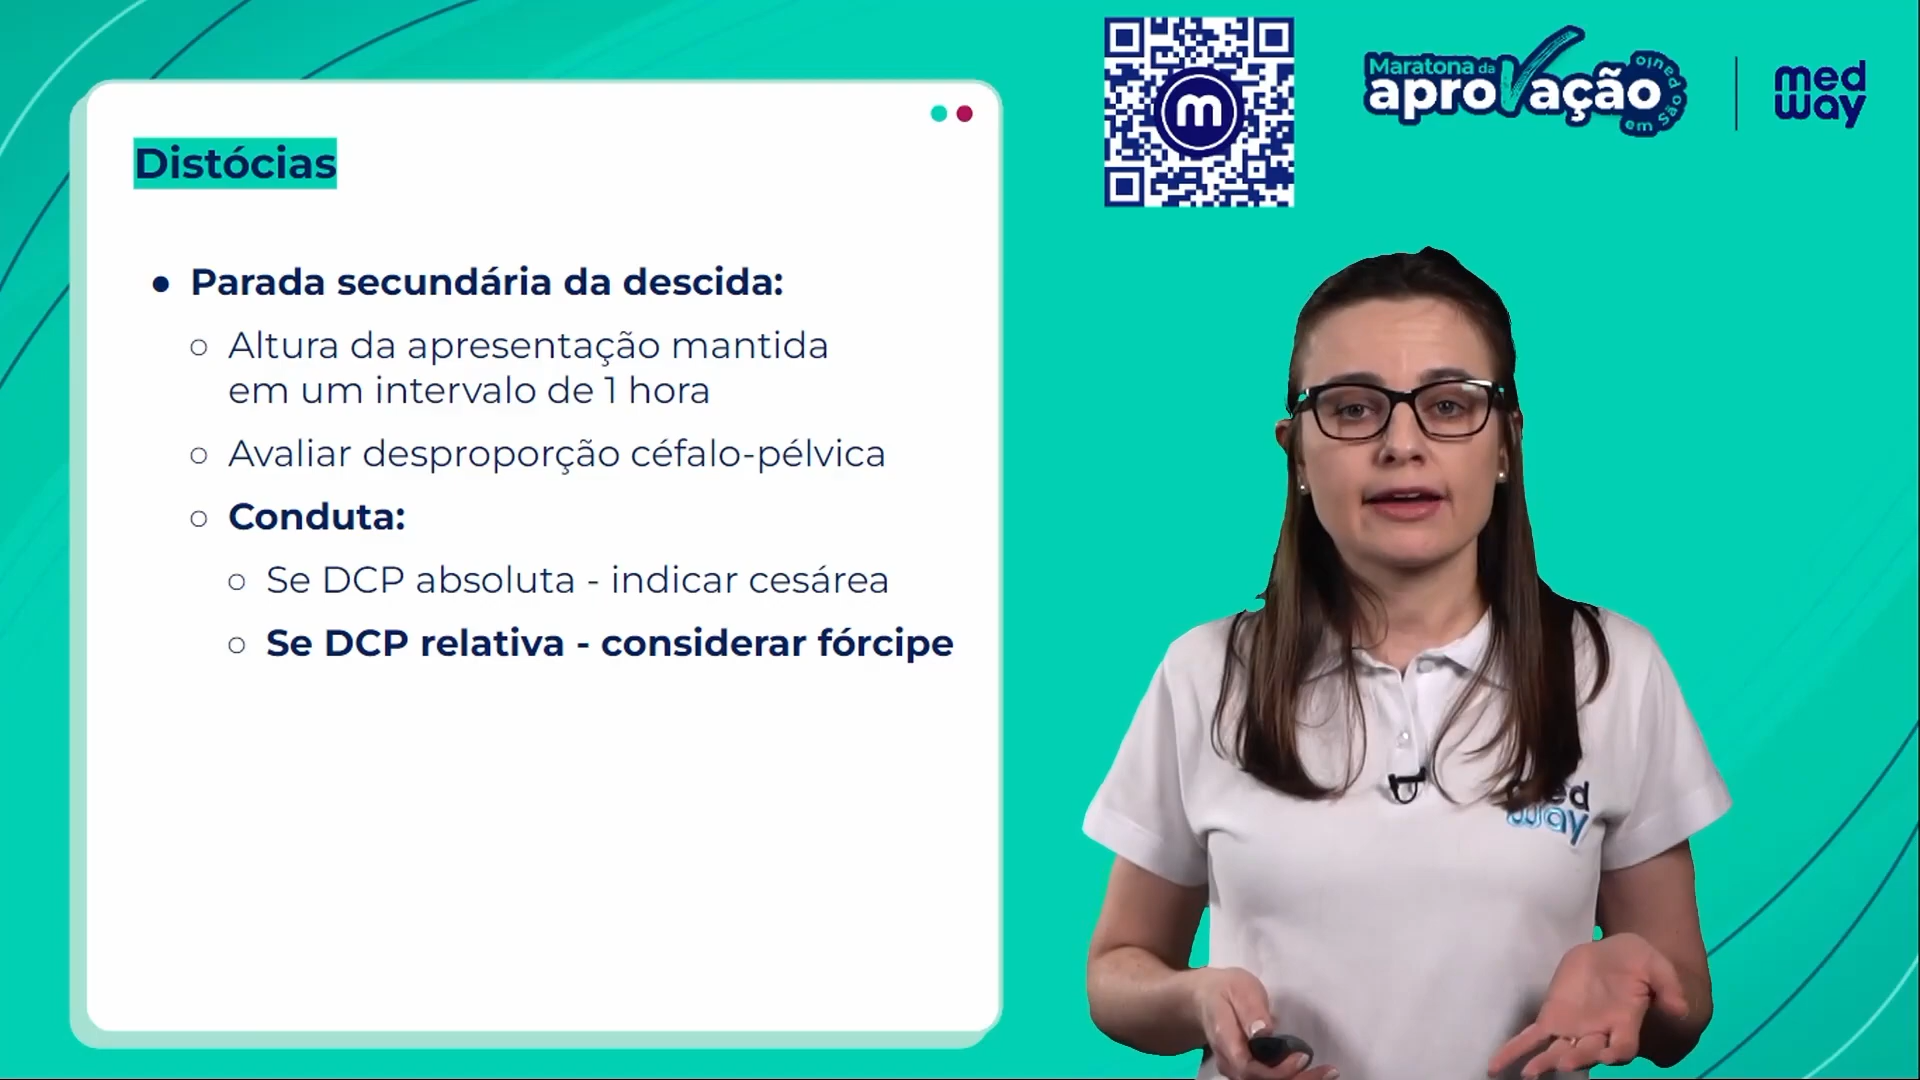 Distócias
Parada secundária da descida:
Altura da apresentação mantida
em um intervalo de 1 hora
Avaliar desproporção céfalo-pélvica
Conduta:
Se DCP absoluta - indicar cesárea
Se DCP relativa - considerar fórcipe
m
Maratona da
aproVação
em São Paulo
med
way
med
way